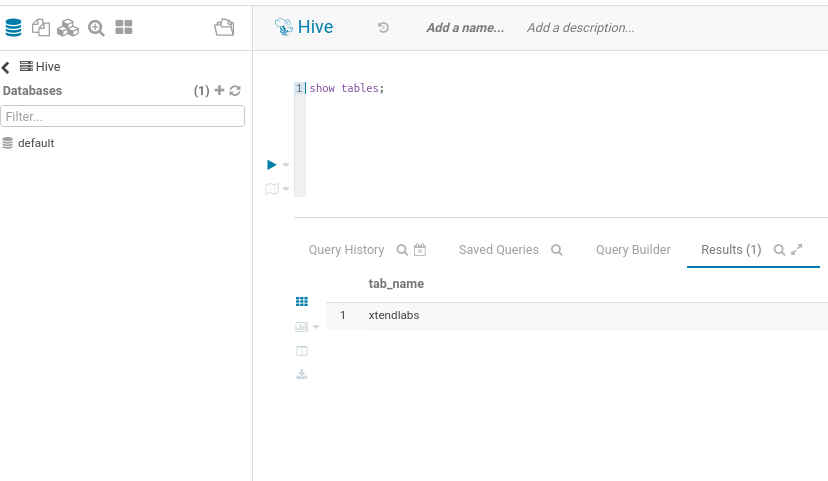 Hive
Add a name...
Add a description...
Hive
Databases
(1)
Filter...
default
1 show tables;
Query History
Saved Queries
Query Builder
Results (1)
tab_name
1 xtendlabs